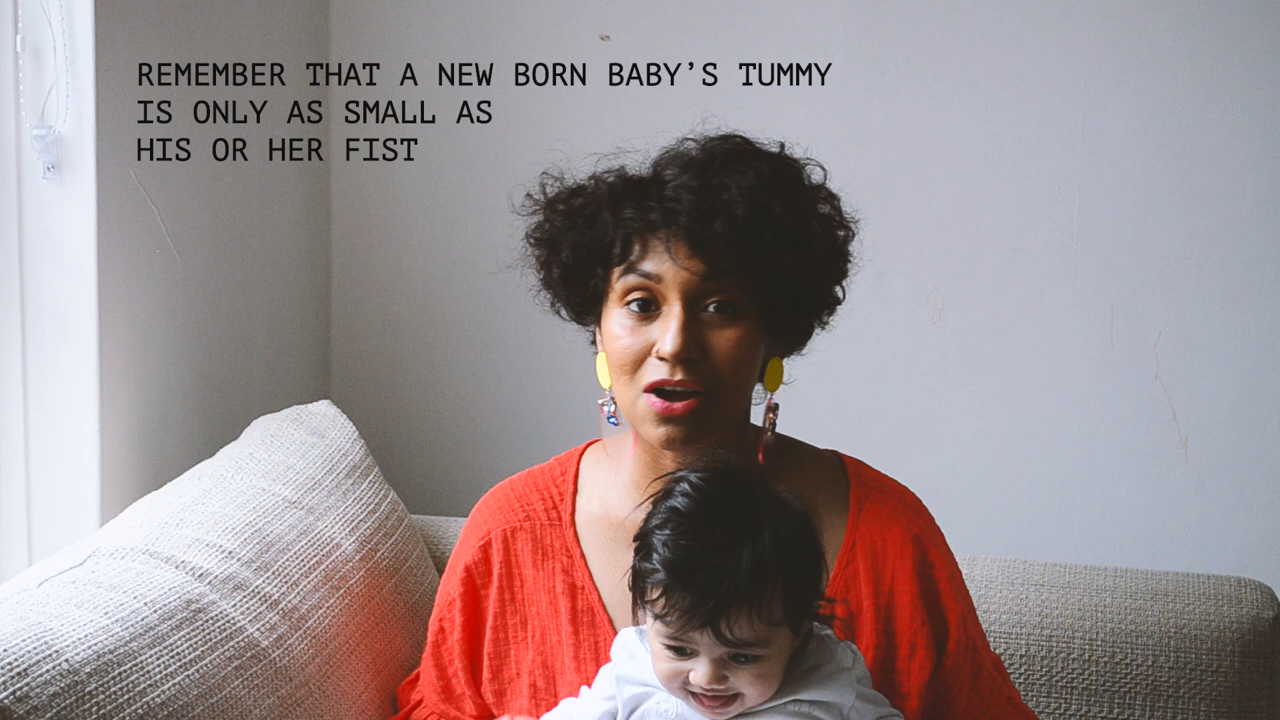 REMEMBER THAT A NEW BORN BABY’S TUMMY
IS ONLY AS SMALL AS
HIS OR HER FIST